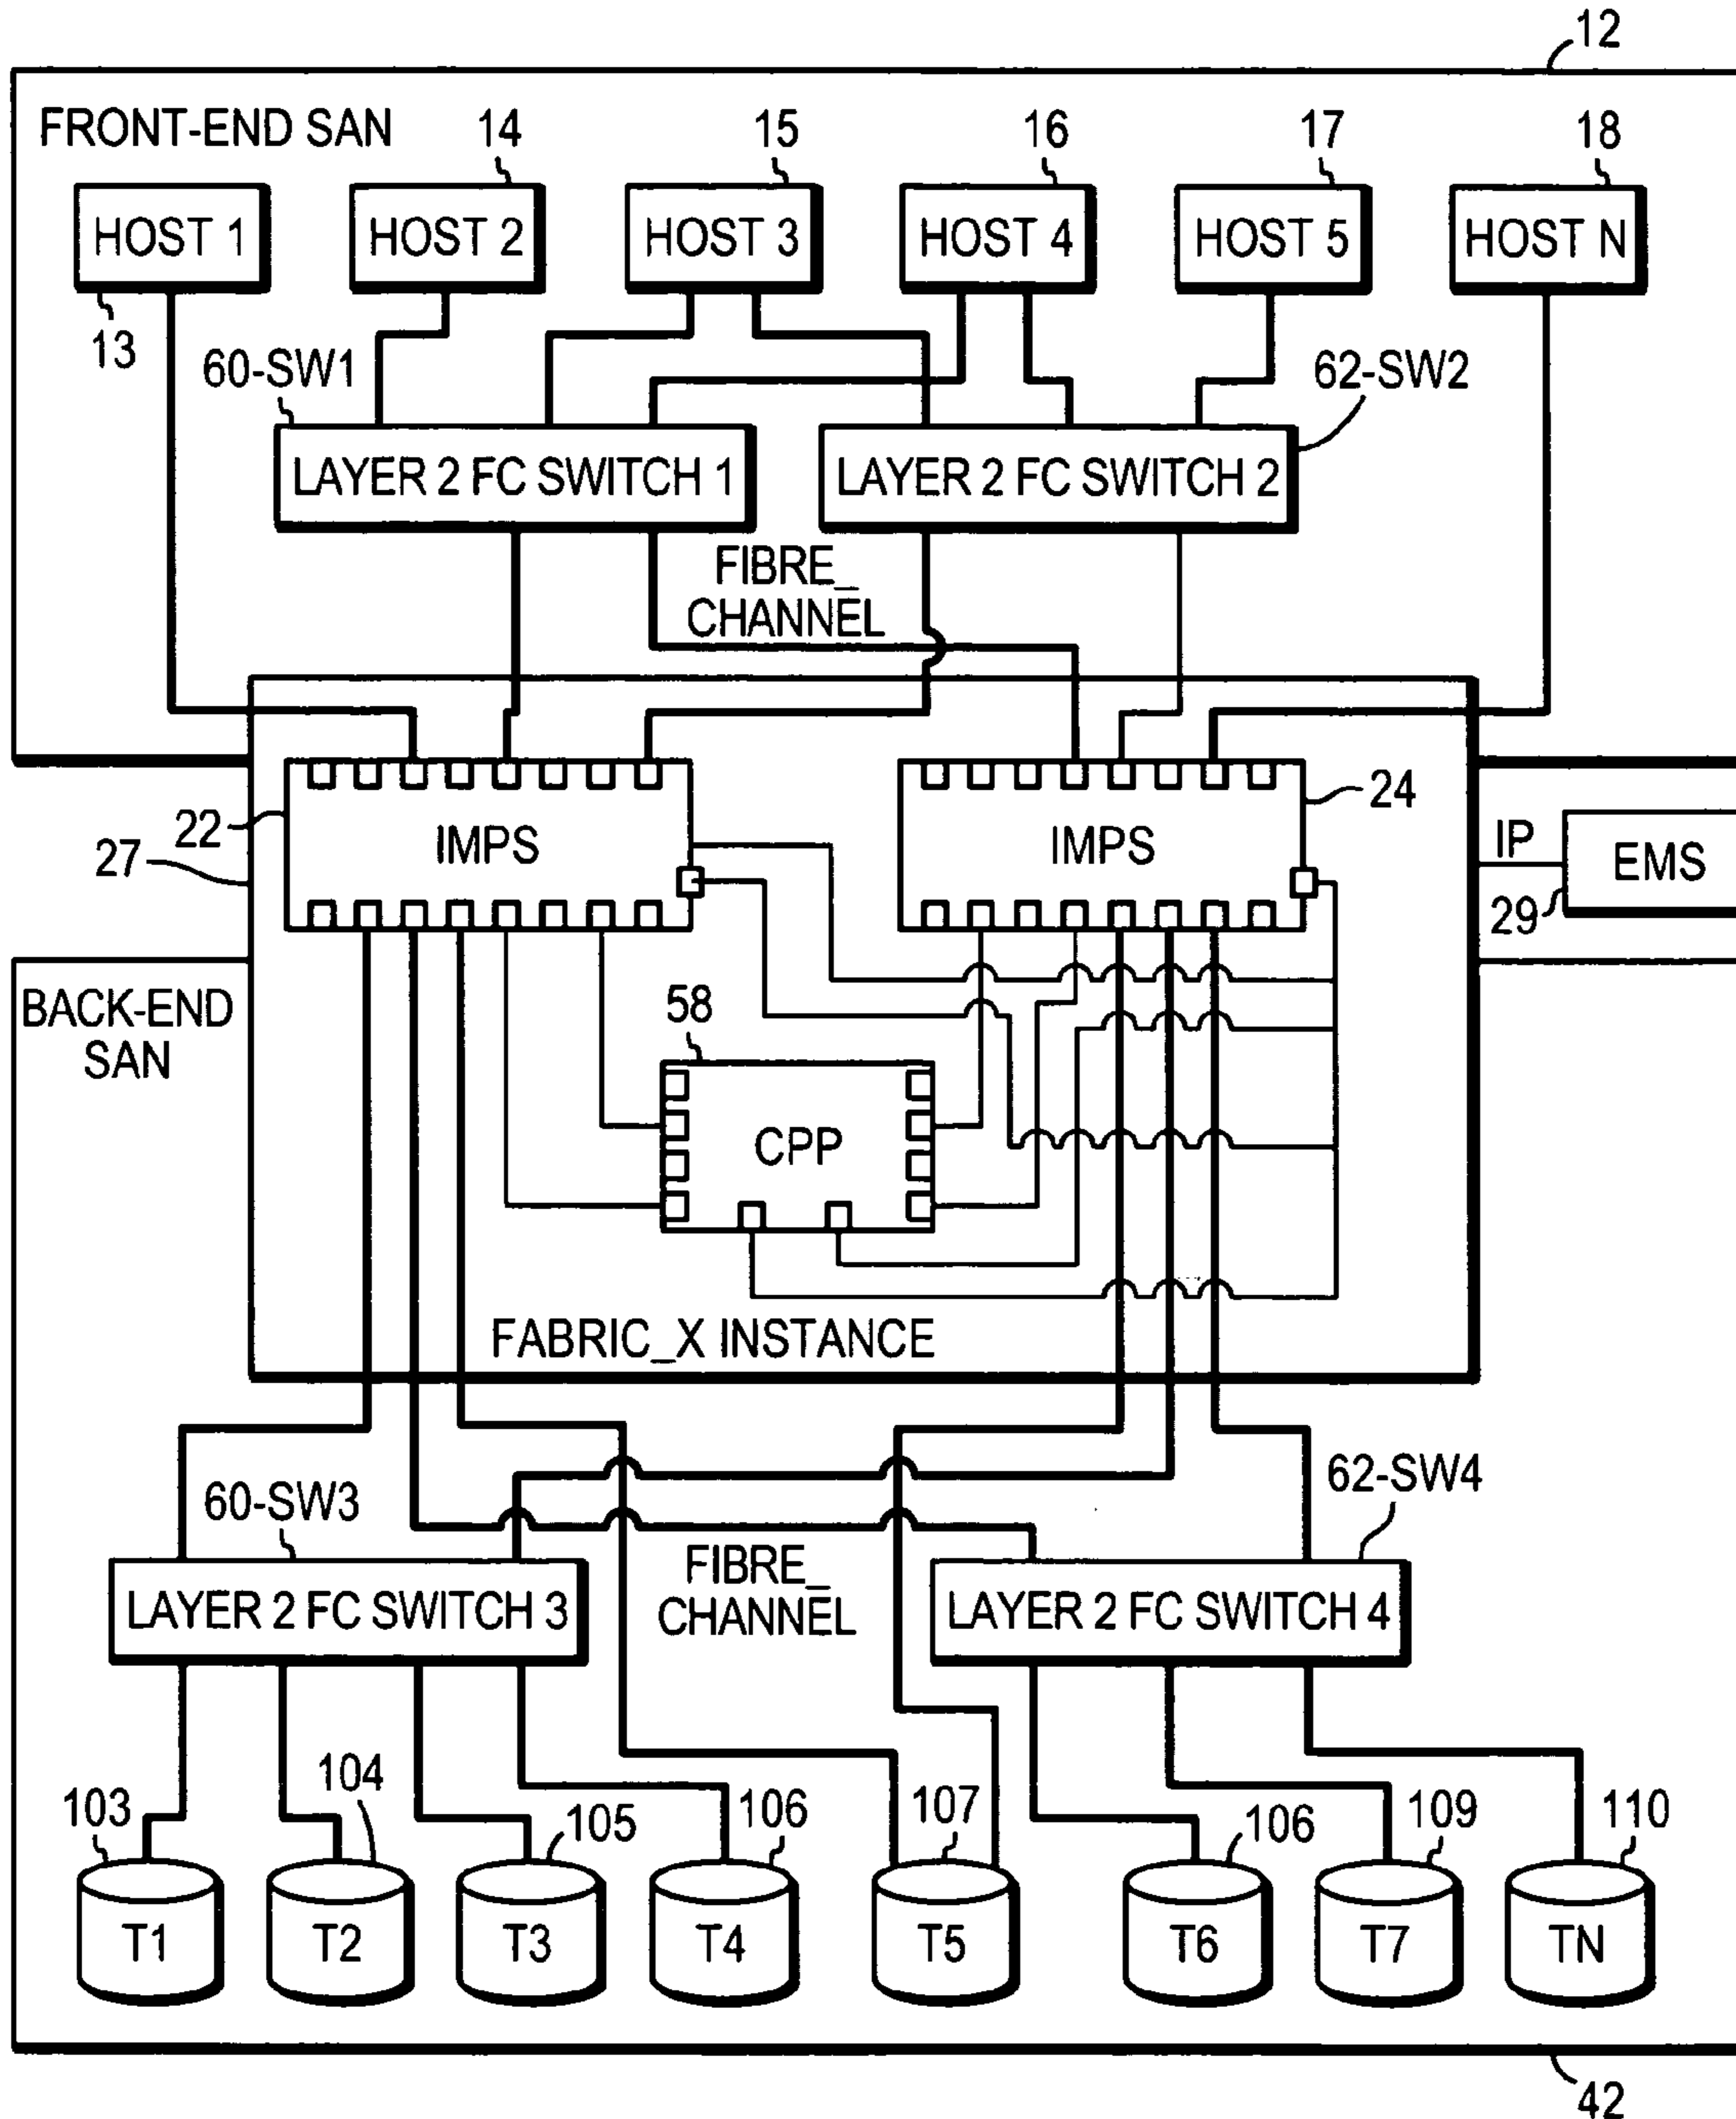 12
FRONT-END SAN
14
15
16
17
18
HOST 1
HOST 2
HOST 3
HOST 4
HOST 5
HOST N
13
60-SW1
62-SW2
LAYER 2 FC SWITCH 1
LAYER 2 FC SWITCH 2
FIBRE_
CHANNEL
22
IMPS
IMPS
24
27
IP
EMS
29
BACK-END
SAN
58
CPP
FABRIC_X INSTANCE
60-SW3
62-SW4
FIBRE_
CHANNEL
LAYER 2 FC SWITCH 3
LAYER 2 FC SWITCH 4
103
104
105
106
107
106
109
110
T1
T2
T3
T4
T5
T6
T7
TN
42